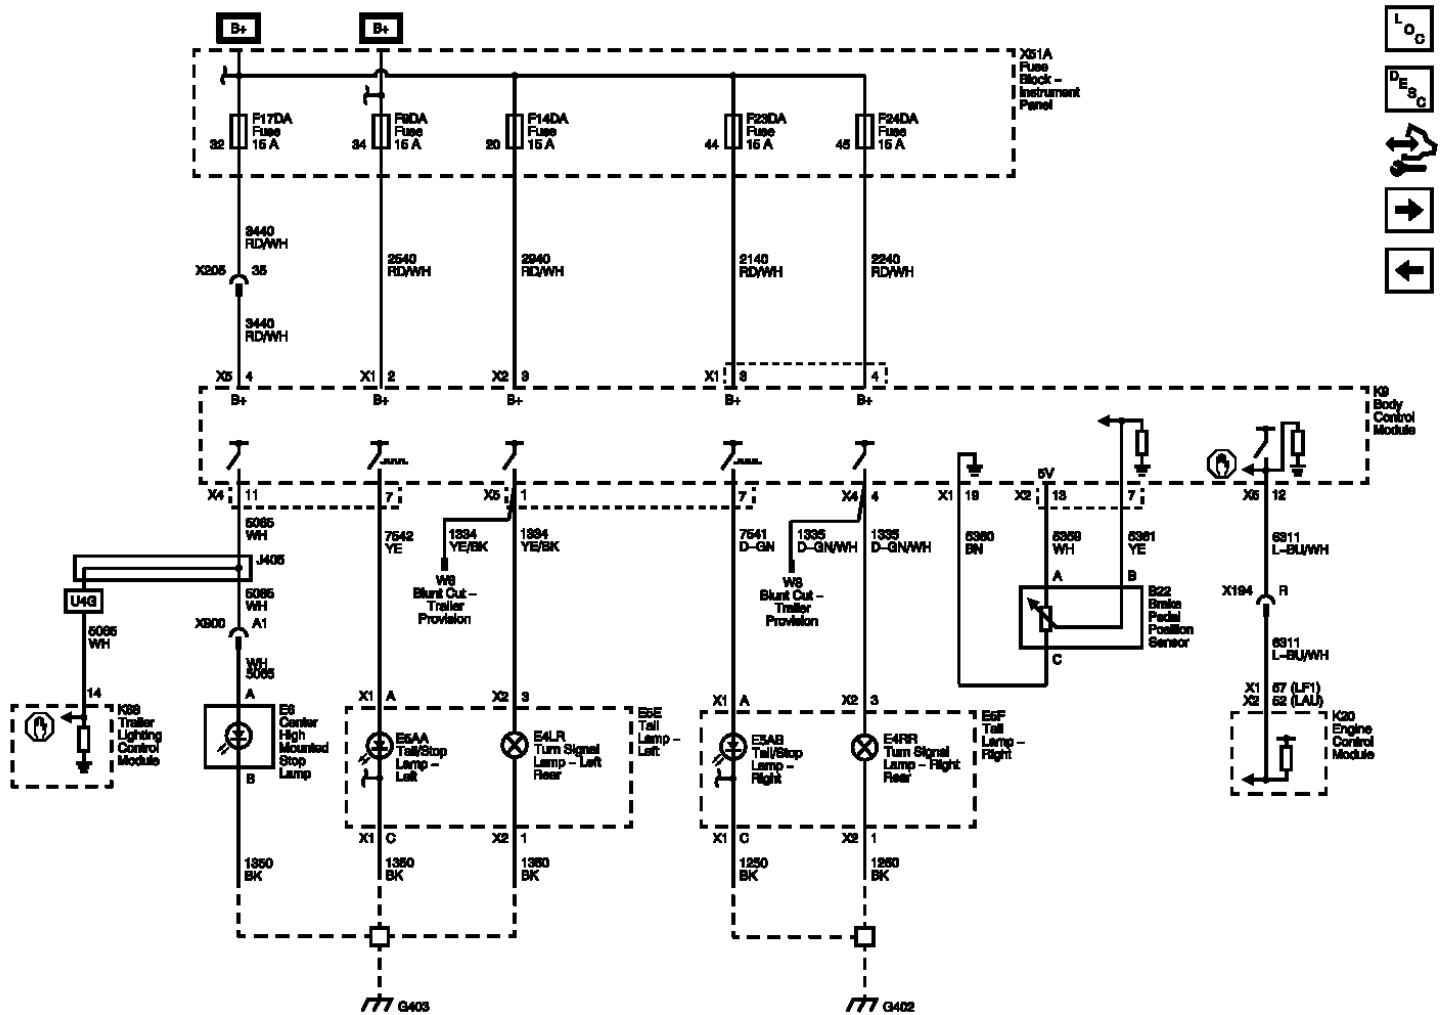 B+
B+
LOC
DESC
X51A
Fuse
Block –
Instrument
Panel
F17DA
Fuse
15 A
32
F9DA
Fuse
15 A
34
F14DA
Fuse
15 A
20
F23DA
Fuse
15 A
44
F24DA
Fuse
15 A
45
3440
RD/WH
X205 35
3440
RD/WH
2540
RD/WH
2940
RD/WH
2140
RD/WH
2240
RD/WH
X5 4
X1 2
X2 3
X1 3
4
B+
B+
B+
B+
B+
K9
Body
Control
Module
5V
X4 11
7
X5 1
7
X4 4
X1 19
X2 13
7
X5 12
5065
WH
7542
YE
1334
YE/BK
1334
YE/BK
7541
D–GN
1335
D–GN/WH
1335
D–GN/WH
5360
BN
5359
WH
5361
YE
6311
L–BU/WH
J405
U4G
5065
WH
5065
WH
X900 A1
WH
5065
W6
Blunt Cut –
Trailer
Provision
W8
Blunt Cut –
Trailer
Provision
A
B
C
B22
Brake
Pedal
Position
Sensor
X194 R
6311
L–BU/WH
X1 57 (LF1)
X2 52 (LAU)
K20
Engine
Control
Module
14
K68
Trailer
Lighting
Control
Module
A
E6
Center
High
Mounted
Stop
Lamp
B
X1 A
X2 3
E5E
Tail
Lamp –
Left
E5AA
Tail/Stop
Lamp –
Left
E4LR
Turn Signal
Lamp – Left
Rear
X1 C
X2 1
X1 A
X2 3
E5F
Tail
Lamp –
Right
E5AB
Tail/Stop
Lamp –
Right
E4RR
Turn Signal
Lamp – Right
Rear
X1 C
X2 1
1350
BK
1350
BK
1350
BK
1250
BK
1250
BK
G403
G402